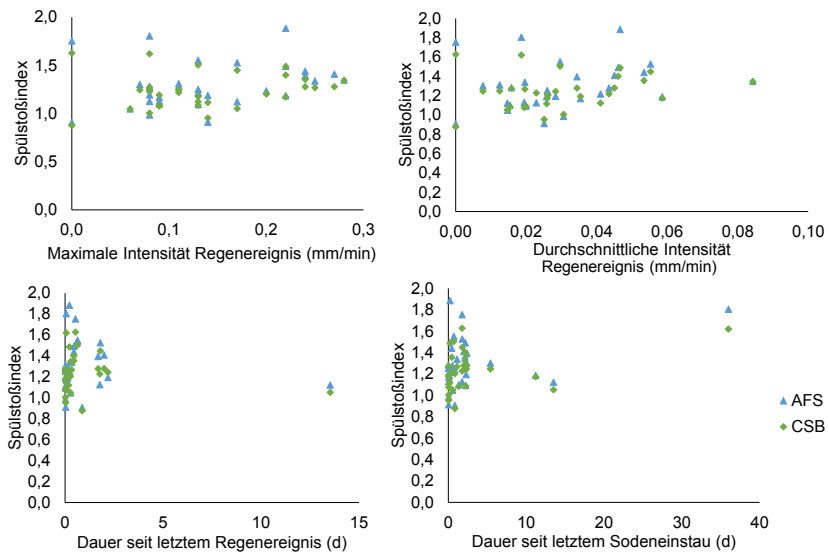 2,0
1,5
1,0
0,5
0,0
Spülstoßindex
0,0 0,1 0,2 0,3
Maximale Intensität Regenereignis (mm/min)
2,0
1,8
1,6
1,4
1,2
1,0
0,8
0,6
0,4
0,2
0,0
Spülstoßindex
0,00 0,02 0,04 0,06 0,08 0,10
Durchschnittliche Intensität
Regenereignis (mm/min)
2,0
1,8
1,6
1,4
1,2
1,0
1,8
1,6
1,4
1,2
0,0
Spülstoßindex
0 5 10 15
Dauer seit letztem Regenereignis (d)
2,0
1,8
1,6
1,4
1,2
1,0
0,8
0,6
0,4
0,2
0,0
Spülstoßindex
0 10 20 30 40
Dauer seit letztem Sodeneinstau (d)
AFS
CSB